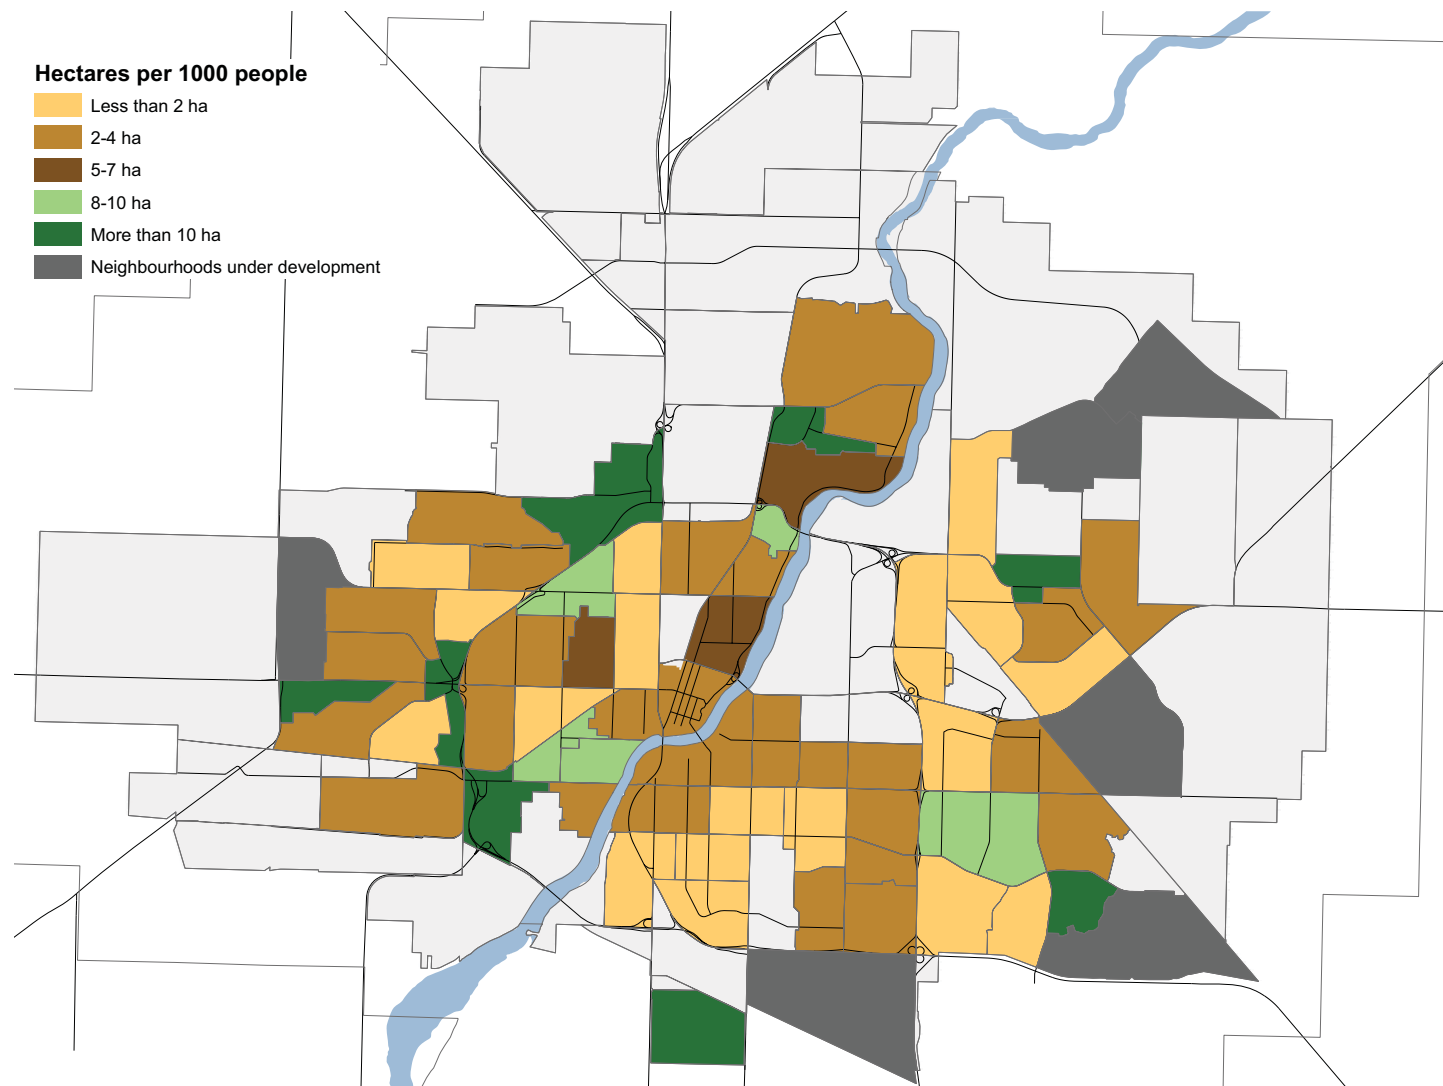 Hectares per 1000 people
Less than 2 ha
2-4 ha
5-7 ha
8-10 ha
More than 10 ha
Neighbourhoods under development